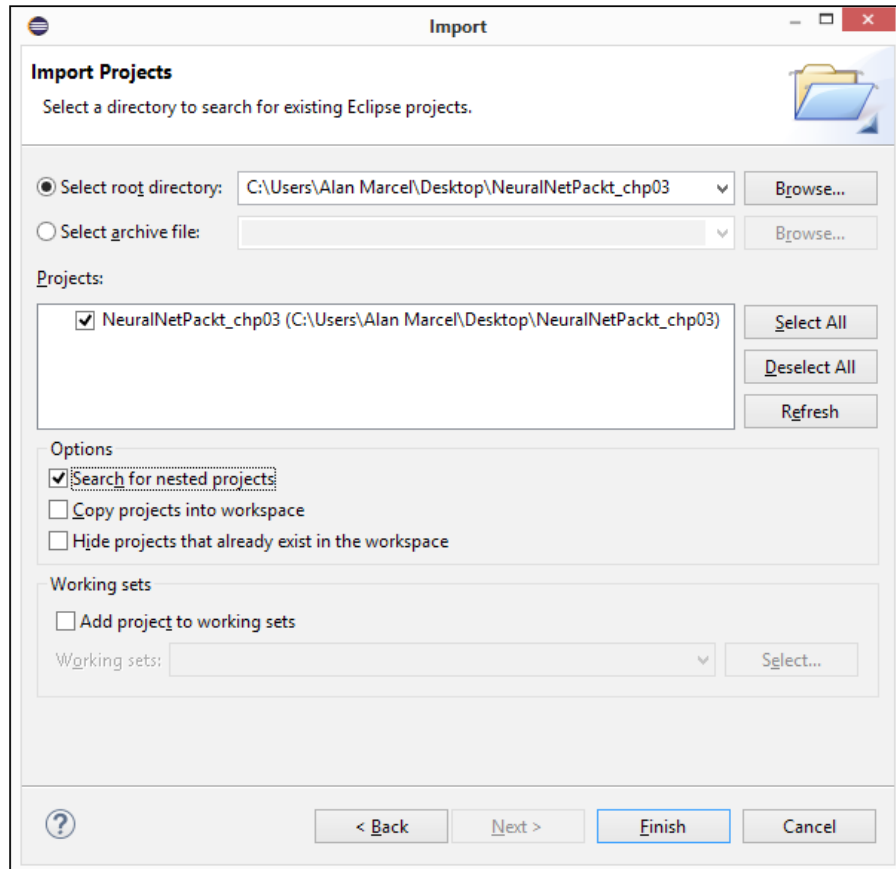 Import
Import Projects
Select a directory to search for existing Eclipse projects.
Select root directory: C:\Users\Alan Marcel\Desktop\NeuralNetPackt_chp03 Browse...
Select archive file: Browse...
Projects:
NeuralNetPackt_chp03 (C:\Users\Alan Marcel\Desktop\NeuralNetPackt_chp03)
Select All
Deselect All
Refresh
Options
Search for nested projects
Copy projects into workspace
Hide projects that already exist in the workspace
Working sets
Add project to working sets
Working sets: Select...
? < Back Next > Finish Cancel